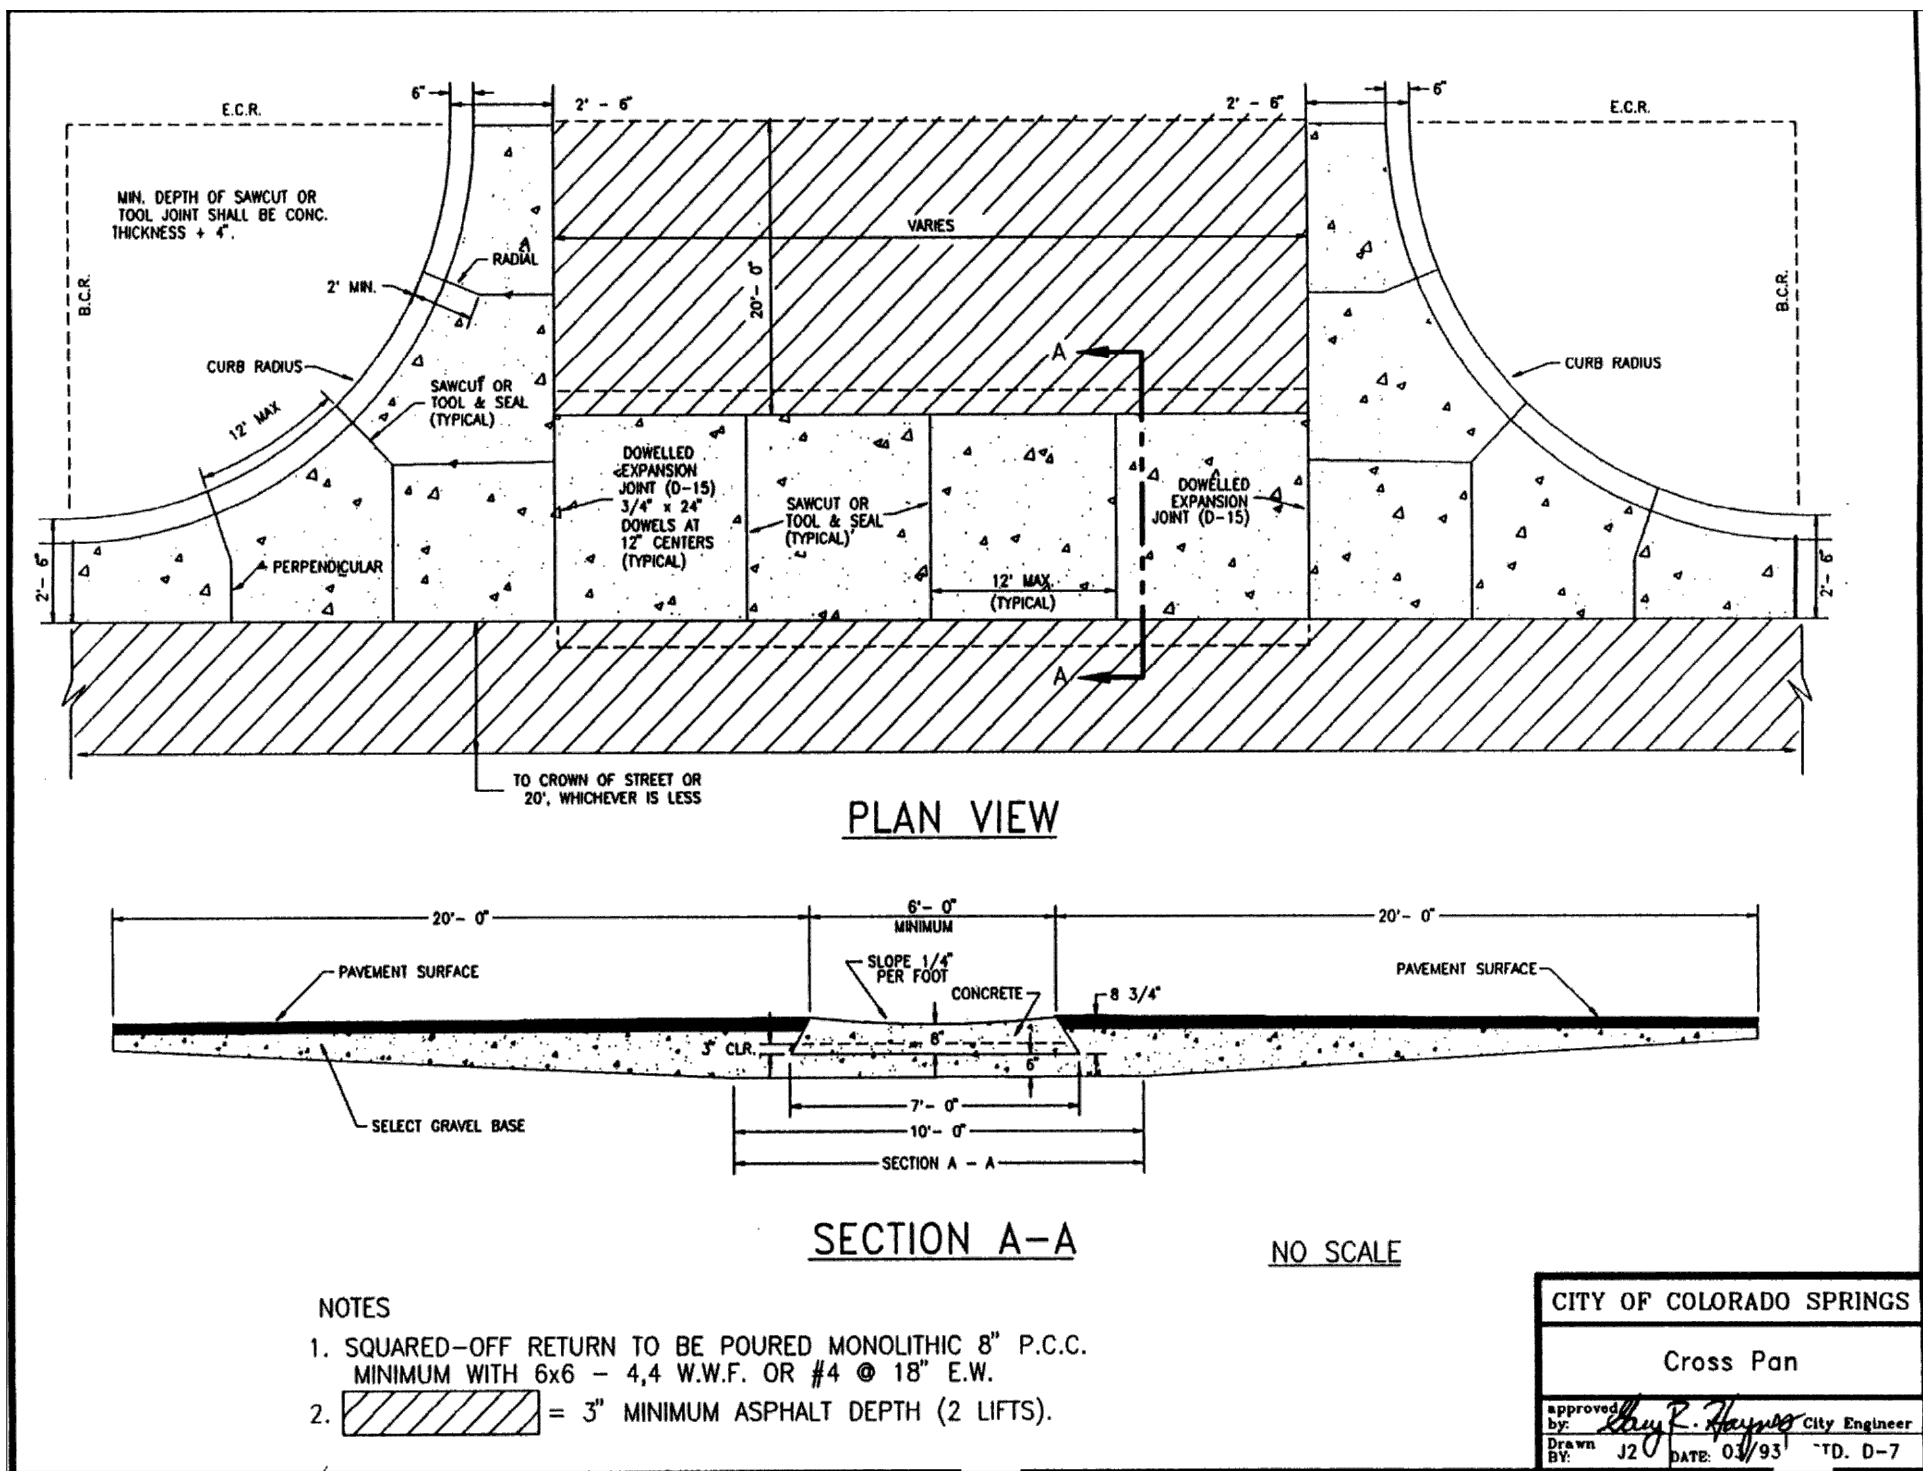 6"
2' - 6"
2' - 6"
6"
E.C.R.
E.C.R.
MIN. DEPTH OF SAWCUT OR
TOOL JOINT SHALL BE CONC.
THICKNESS + 4".
VARIES
RADIAL
2' MIN.
B.C.R.
20'- 0"
B.C.R.
A
CURB RADIUS
CURB RADIUS
SAWCUT OR
TOOL & SEAL
(TYPICAL)
12' MAX
DOWELLED
EXPANSION
JOINT (D-15)
3/4" x 24"
DOWELS AT
12" CENTERS
(TYPICAL)
SAWCUT OR
TOOL & SEAL
(TYPICAL)
DOWELLED
EXPANSION
JOINT (D-15)
PERPENDICULAR
12' MAX.
(TYPICAL)
2'- 6"
2'- 6"
A
TO CROWN OF STREET OR
20', WHICHEVER IS LESS
PLAN VIEW
20'- 0"
6'- 0"
MINIMUM
20'- 0"
PAVEMENT SURFACE
SLOPE 1/4"
PER FOOT
CONCRETE
8 3/4"
PAVEMENT SURFACE
3" CLR.
8"
6"
7'- 0"
SELECT GRAVEL BASE
10'- 0"
SECTION A - A
SECTION A-A
NO SCALE
NOTES
1. SQUARED-OFF RETURN TO BE POURED MONOLITHIC 8" P.C.C.
MINIMUM WITH 6x6 - 4,4 W.W.F. OR #4 @ 18" E.W.
2. = 3" MINIMUM ASPHALT DEPTH (2 LIFTS).
CITY OF COLORADO SPRINGS
Cross Pan
approved
by: Gary R. Haynes City Engineer
Drawn
BY: J2 DATE: 03/93 TD. D-7